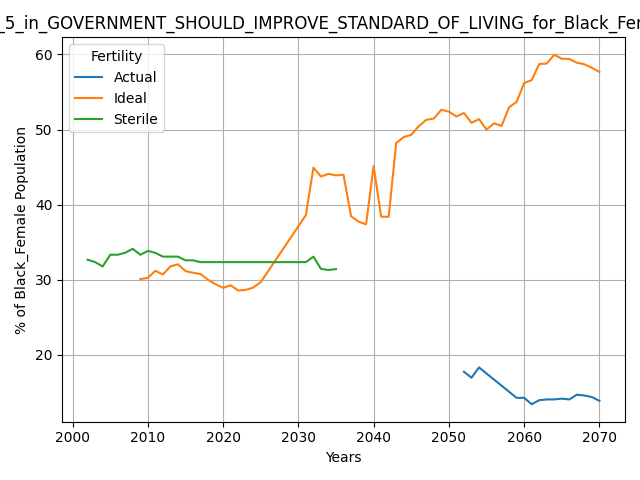 _5_in_GOVERNMENT_SHOULD_IMPROVE_STANDARD_OF_LIVING_for_Black_Fe
Fertility
Actual
Ideal
Sterile
% of Black_Female Population
60
50
40
30
20
2000 2010 2020 2030 2040 2050 2060 2070
Years